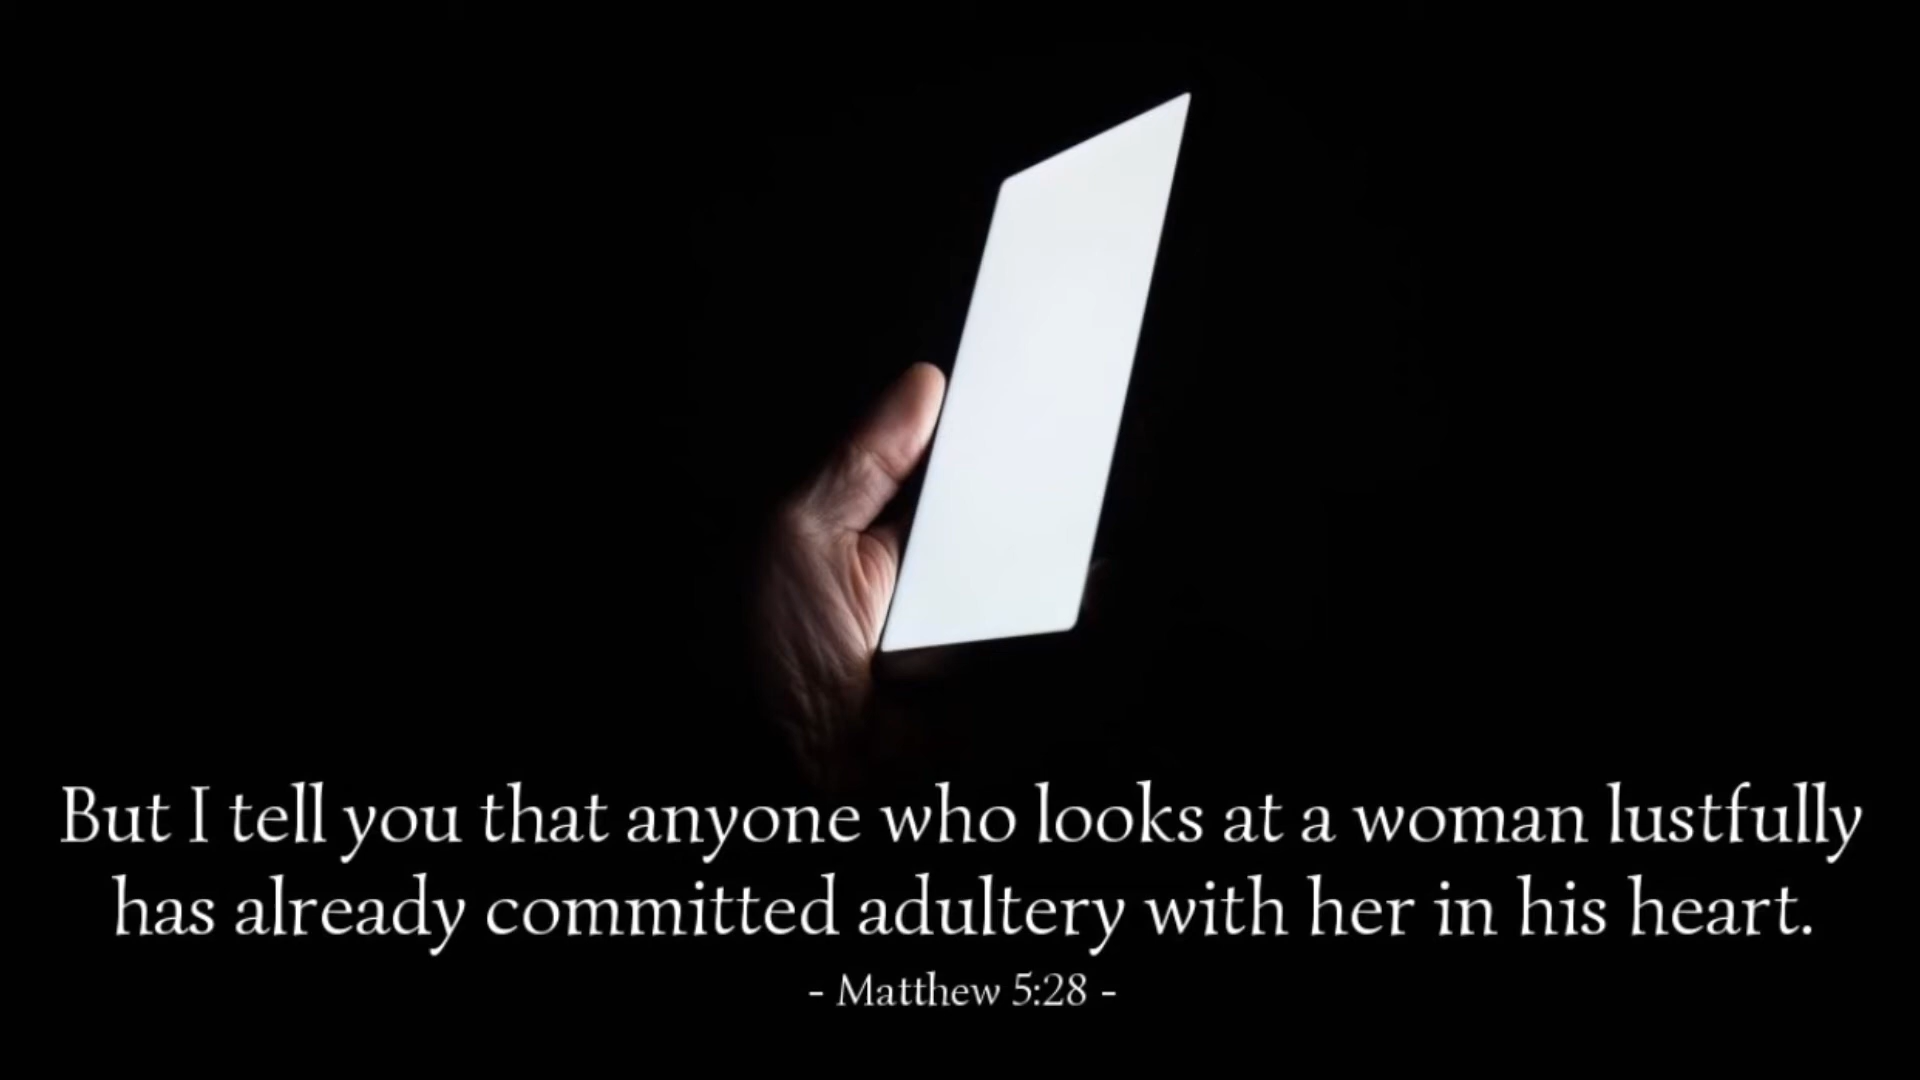 But I tell you that anyone who looks at a woman lustfully
has already committed adultery with her in his heart.
- Matthew 5:28 -